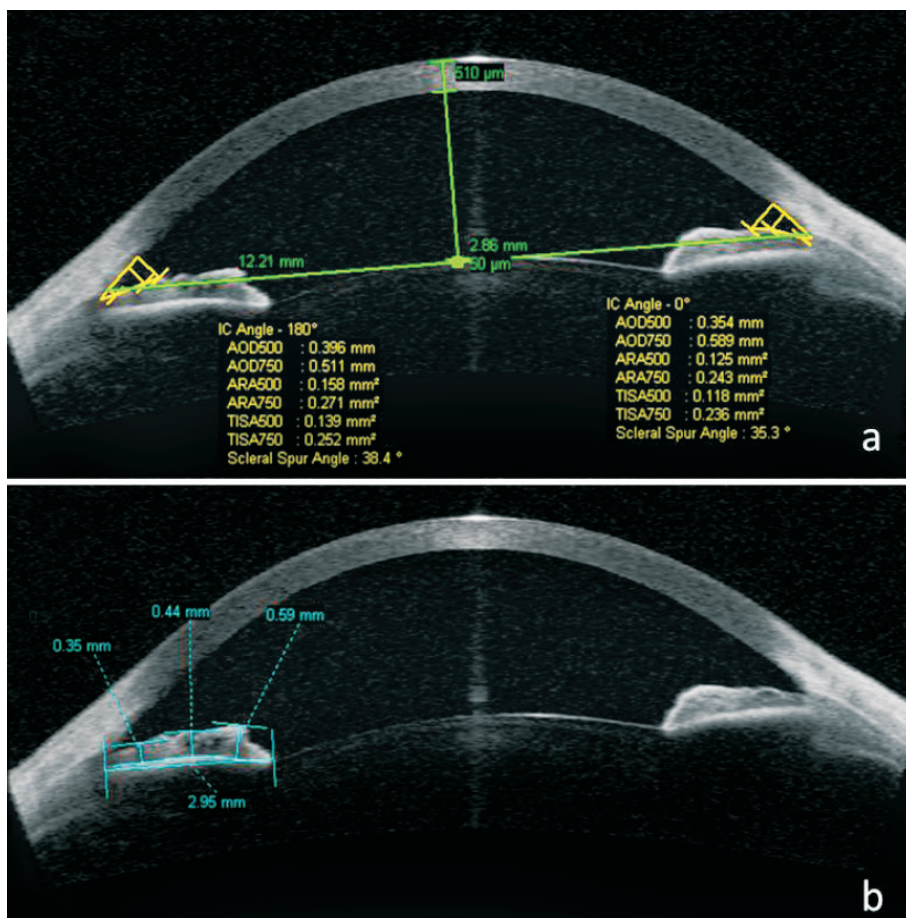 510 µm
2.86 mm
12.21 mm
50 µm
IC Angle - 180°
AOD500 : 0.396 mm
AOD750 : 0.511 mm
ARA500 : 0.158 mm²
ARA750 : 0.271 mm²
TISA500 : 0.139 mm²
TISA750 : 0.252 mm²
Scleral Spur Angle : 38.4 °
IC Angle - 0°
AOD500 : 0.354 mm
AOD750 : 0.589 mm
ARA500 : 0.125 mm²
ARA750 : 0.243 mm²
TISA500 : 0.118 mm²
TISA750 : 0.236 mm²
Scleral Spur Angle : 35.3 °
a
0.44 mm
0.59 mm
0.35 mm
2.95 mm
b